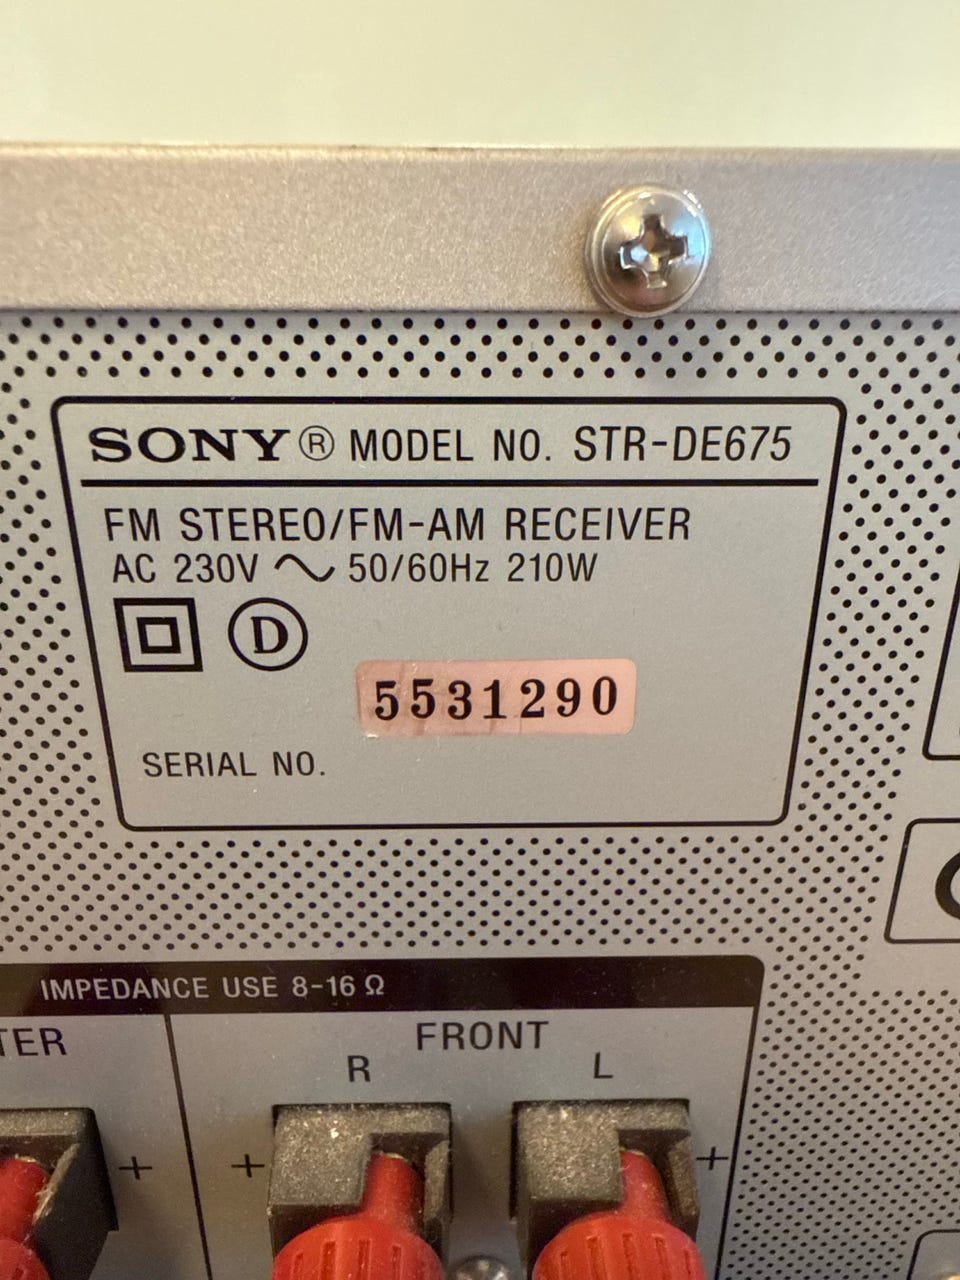 SONY® MODEL NO. STR-DE675
FM STEREO/FM-AM RECEIVER
AC 230V ~ 50/60Hz 210W
D
5531290
SERIAL NO.
IMPEDANCE USE 8-16 Ω
TER
FRONT
R L
+ + +